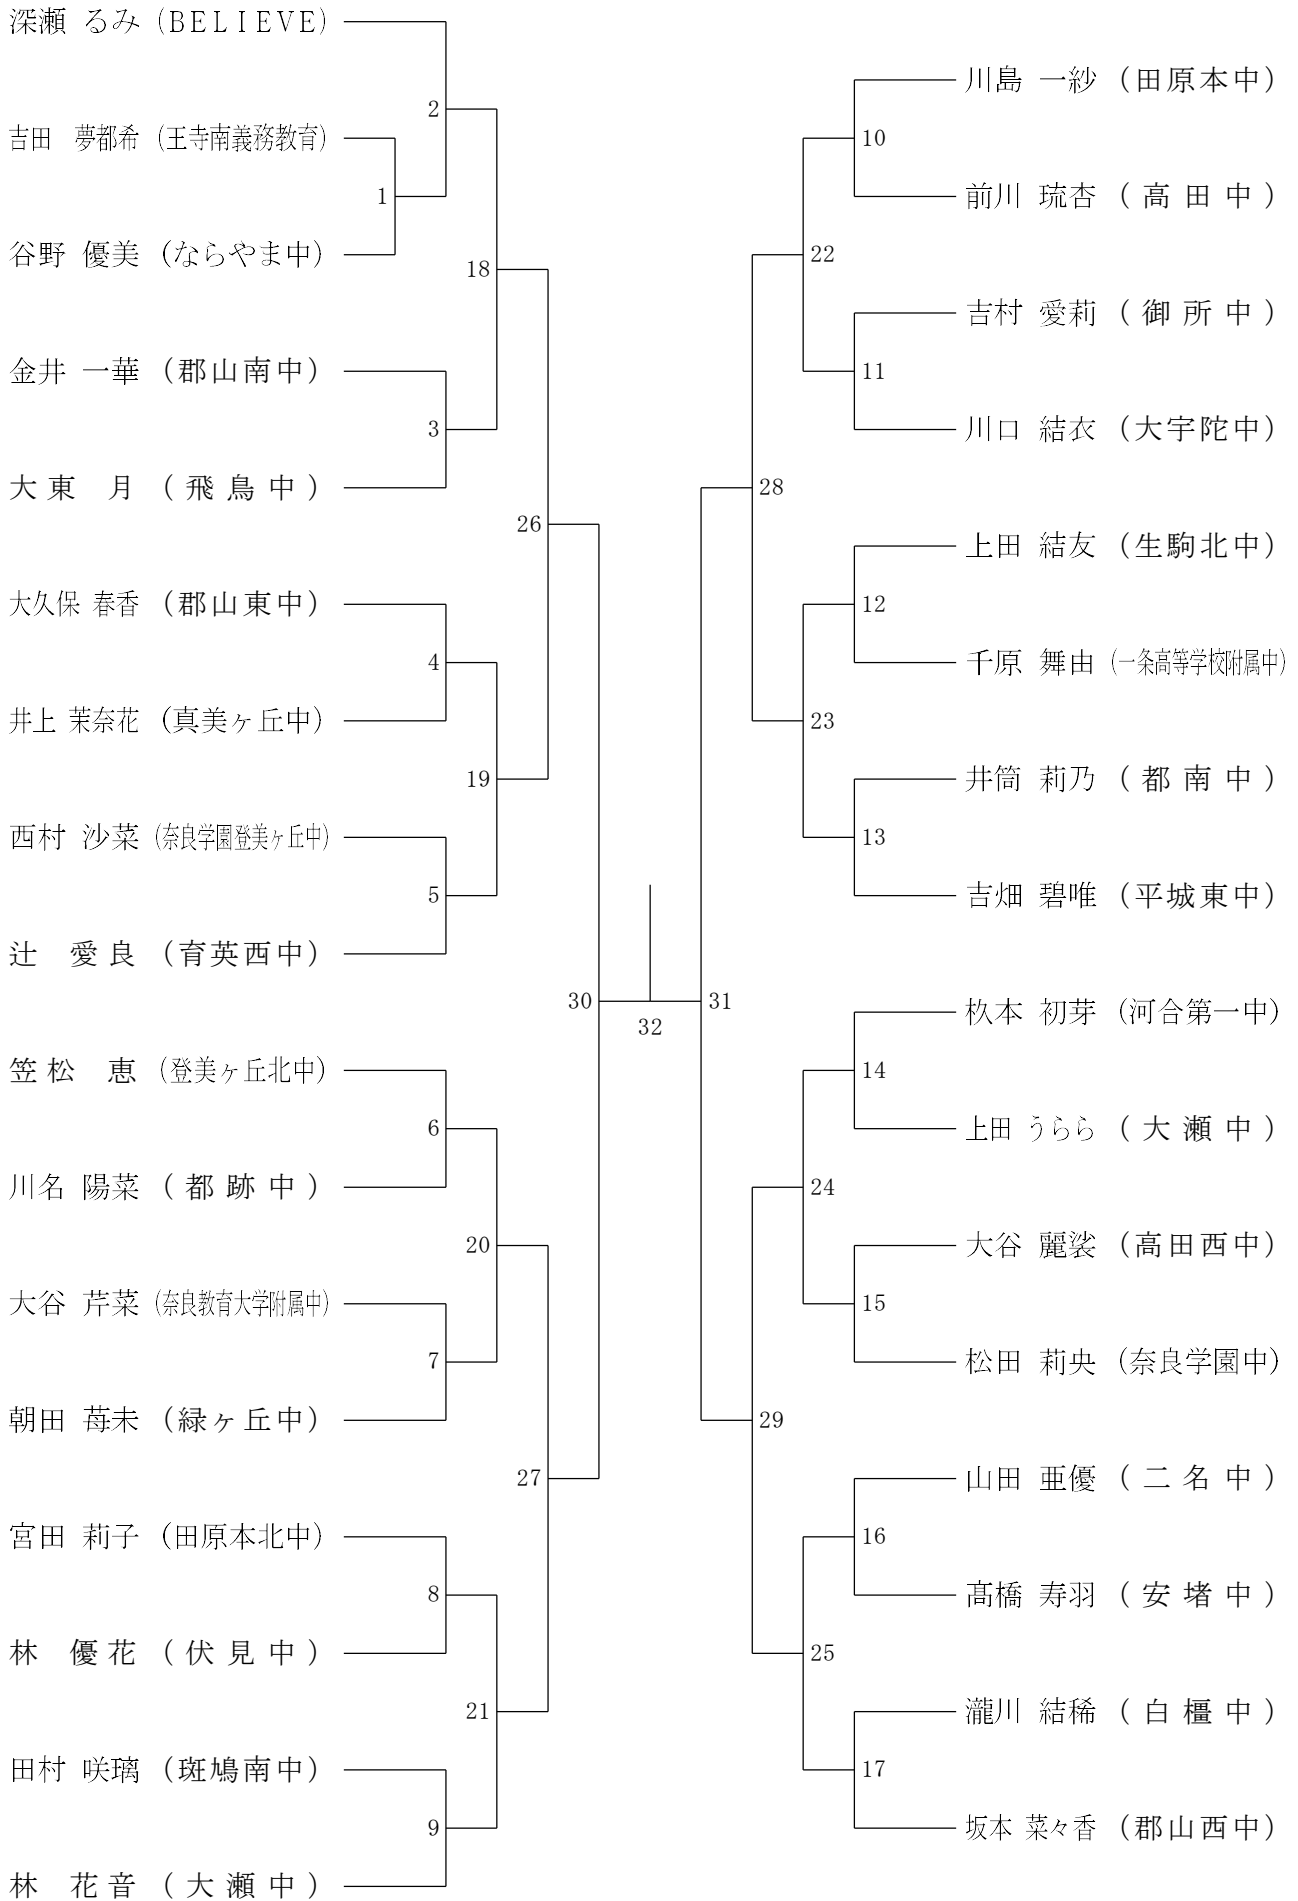 深瀬 るみ (BELIEVE)
2
吉田 夢都希 (王寺南義務教育)
1
谷野 優美 (ならやま中)
18
金井 一華 (郡山南中)
3
大東 月 (飛鳥中)
26
大久保 春香 (郡山東中)
4
井上 茉奈花 (真美ヶ丘中)
19
西村 沙菜 (奈良学園登美ヶ丘中)
5
辻 愛良 (育英西中)
30
32
笠松 恵 (登美ヶ丘北中)
6
川名 陽菜 (都跡中)
20
大谷 芹菜 (奈良教育大学附属中)
7
朝田 苺未 (緑ヶ丘中)
27
宮田 莉子 (田原本北中)
8
林 優花 (伏見中)
21
田村 咲璃 (斑鳩南中)
9
林 花音 (大瀬中)
川島 一紗 (田原本中)
10
前川 琉杏 (高田中)
22
吉村 愛莉 (御所中)
11
川口 結衣 (大宇陀中)
28
上田 結友 (生駒北中)
12
千原 舞由 (一条高等学校附属中)
23
井筒 莉乃 (都南中)
13
吉畑 碧唯 (平城東中)
31
杦本 初芽 (河合第一中)
14
上田 うらら (大瀬中)
24
大谷 麗裟 (高田西中)
15
松田 莉央 (奈良学園中)
29
山田 亜優 (二名中)
16
髙橋 寿羽 (安堵中)
25
瀧川 結稀 (白橿中)
17
坂本 菜々香 (郡山西中)